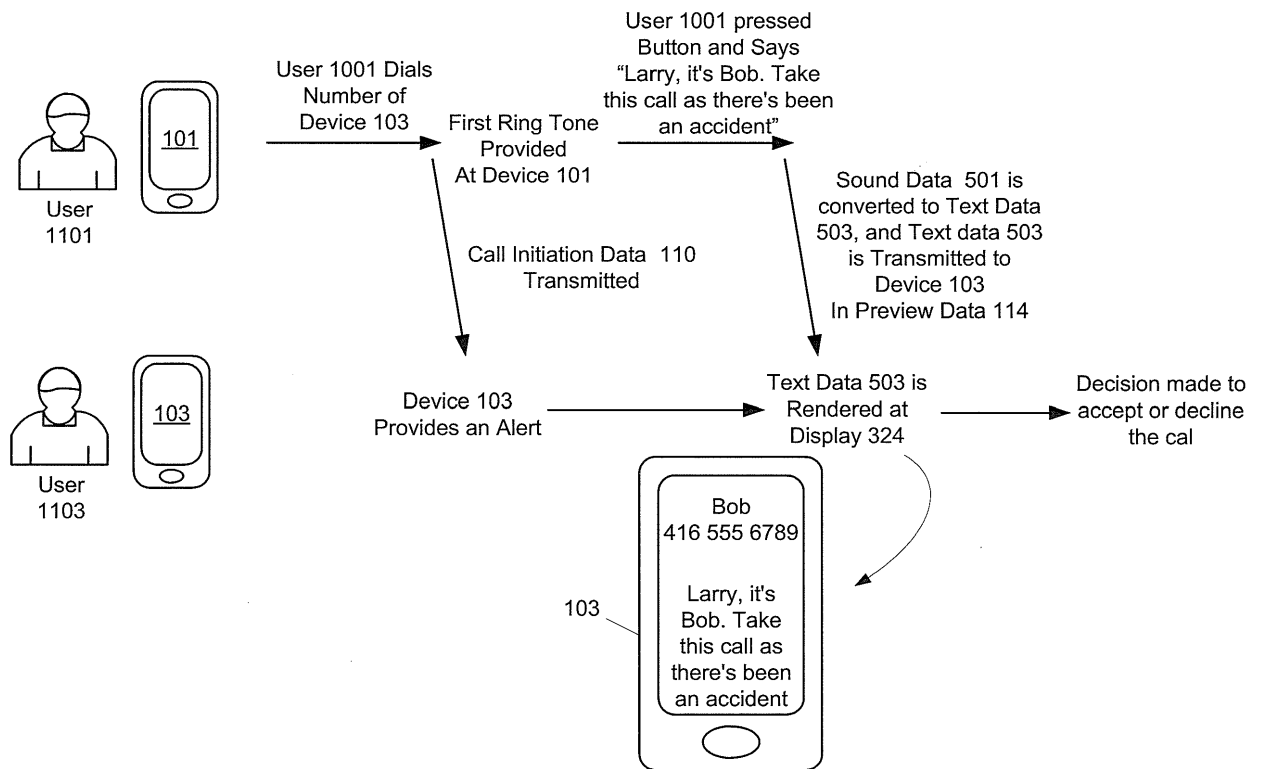 User 1001 Dials
Number of
Device 103
First Ring Tone
Provided
At Device 101
User 1001 pressed
Button and Says
“Larry, it's Bob. Take
this call as there's been
an accident”
101
User
1101
Call Initiation Data 110
Transmitted
Sound Data 501 is
converted to Text Data
503, and Text data 503
is Transmitted to
Device 103
In Preview Data 114
103
User
1103
Device 103
Provides an Alert
Text Data 503 is
Rendered at
Display 324
Decision made to
accept or decline
the cal
Bob
416 555 6789
Larry, it's
Bob. Take
this call as
there's been
an accident
103